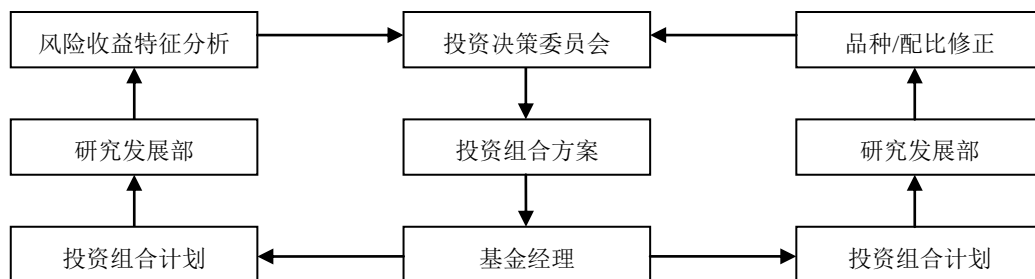 风险收益特征分析
投资决策委员会
品种/配比修正
研究发展部
投资组合方案
研究发展部
投资组合计划
基金经理
投资组合计划